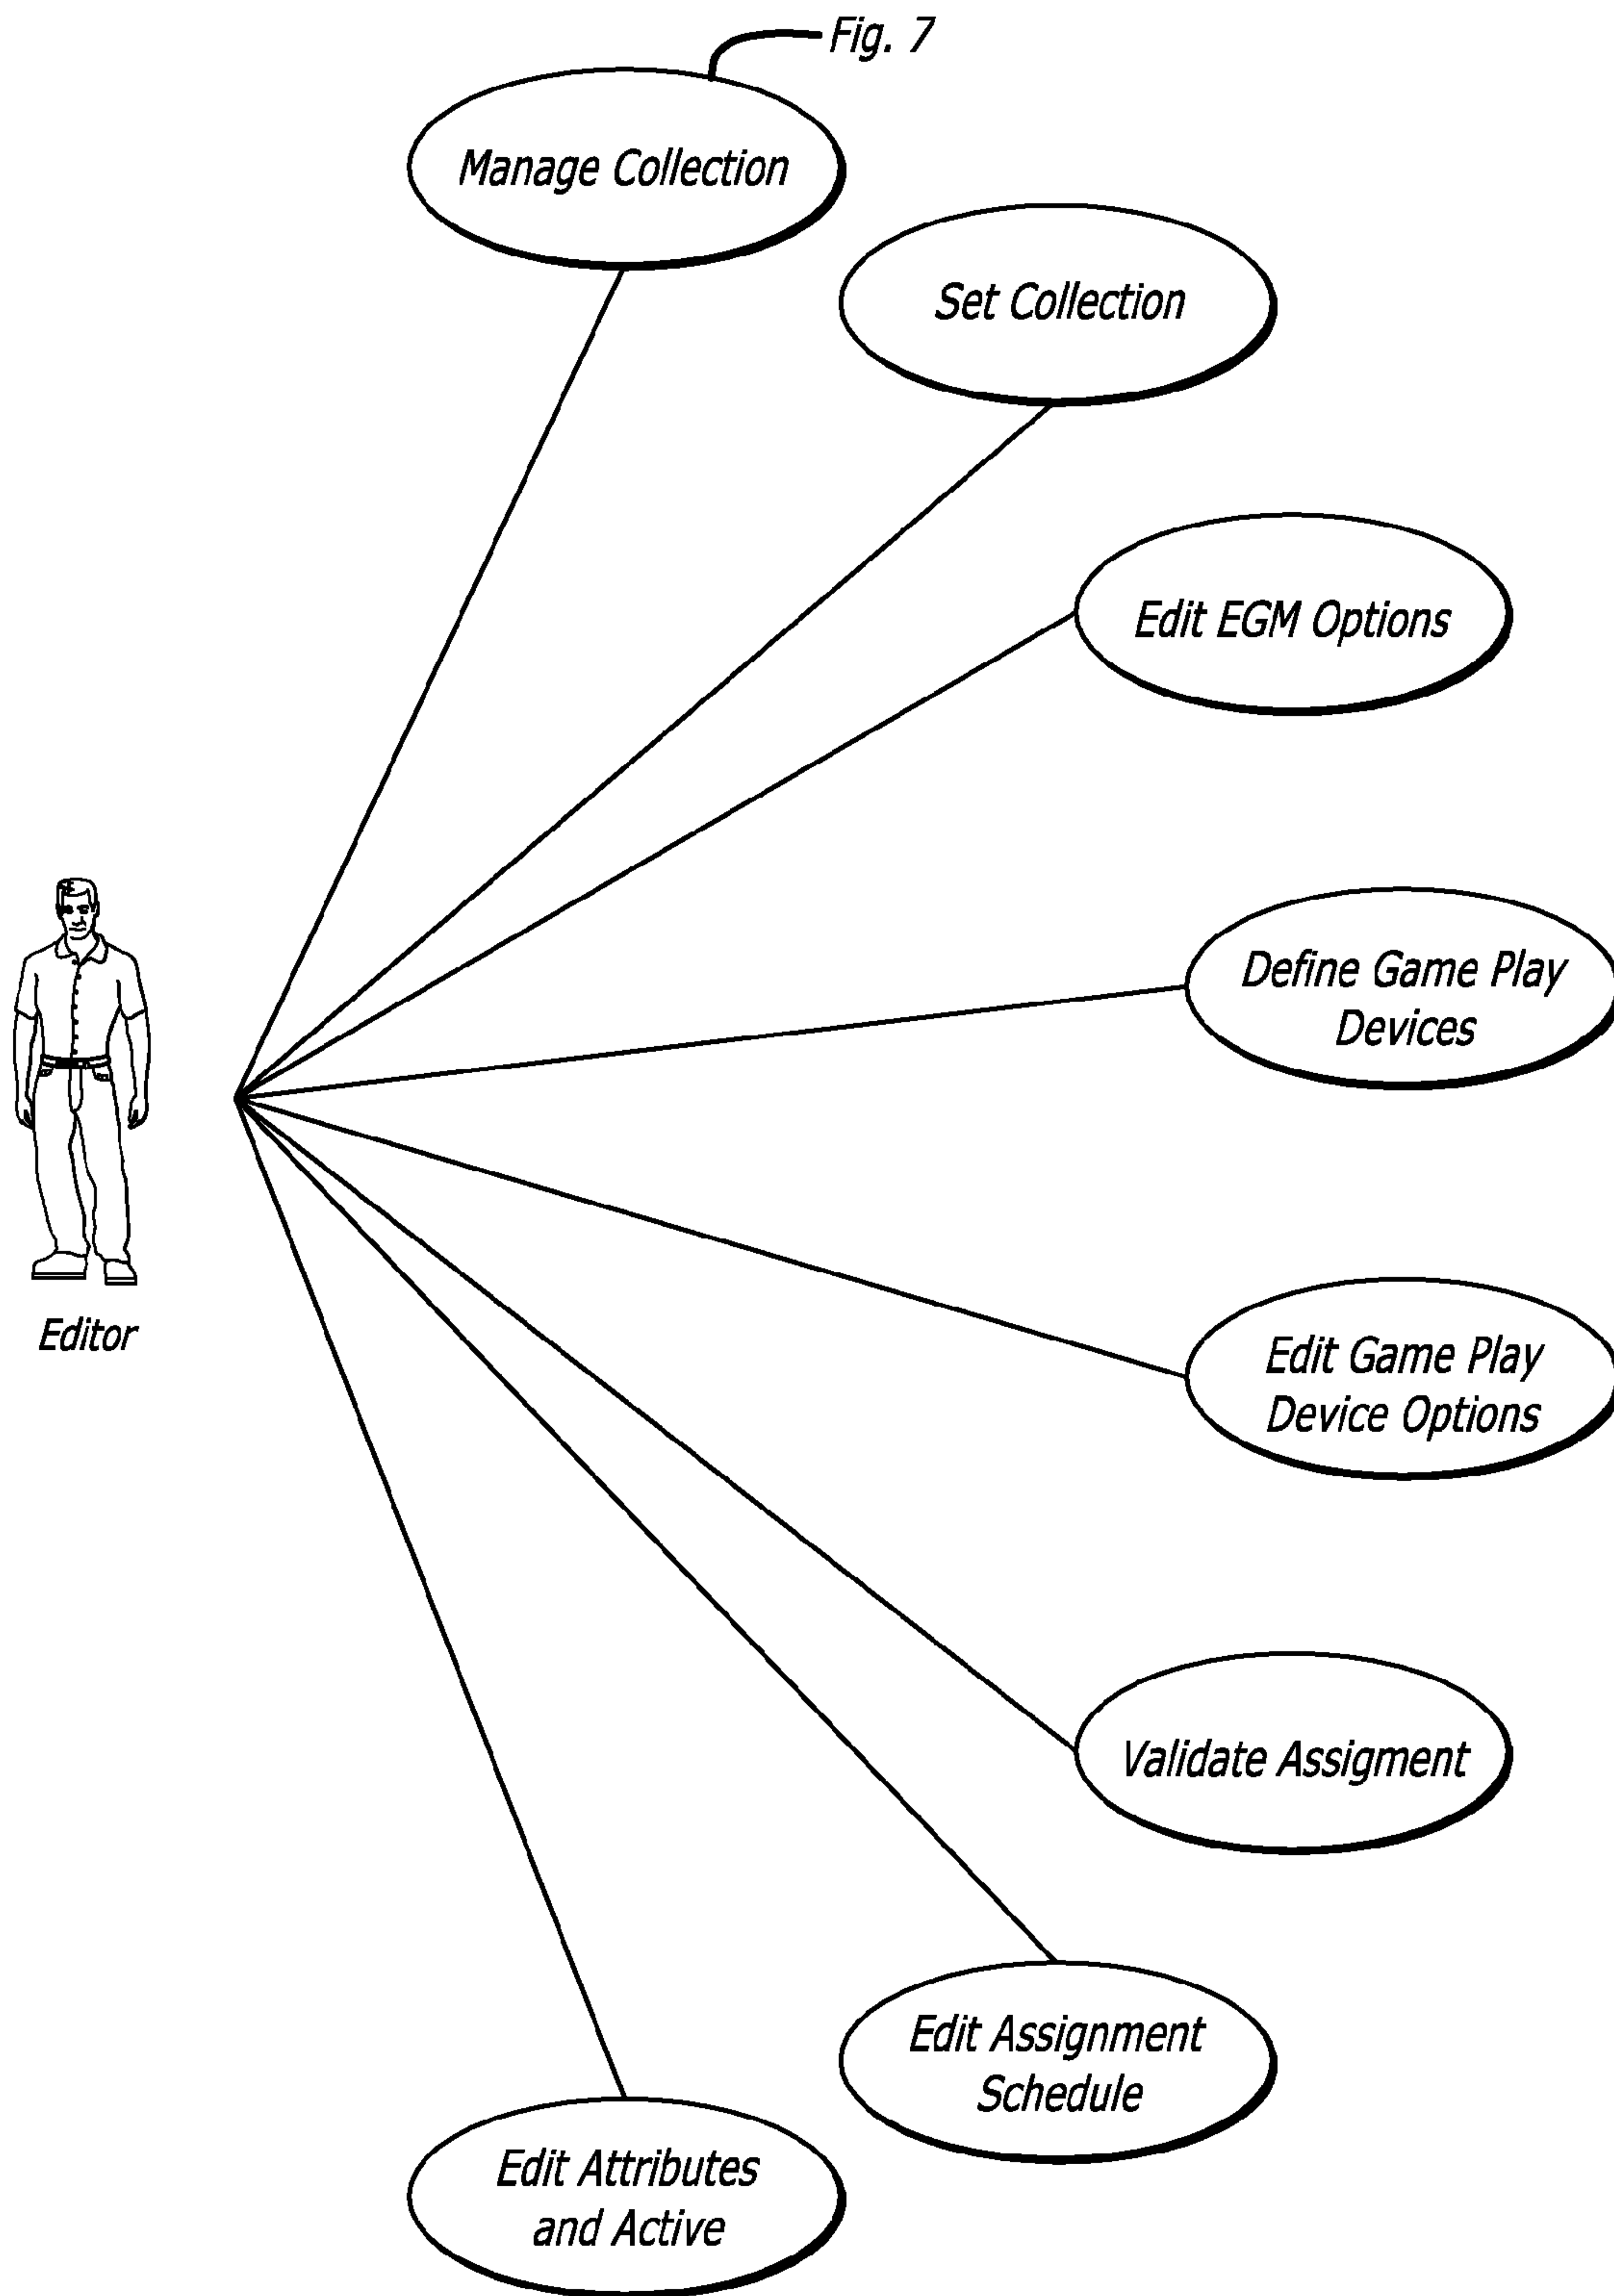 Fig. 7
Manage Collection
Set Collection
Edit EGM Options
Define Game Play
Devices
Editor
Edit Game Play
Device Options
Validate Assigment
Edit Assignment
Schedule
Edit Attributes
and Active